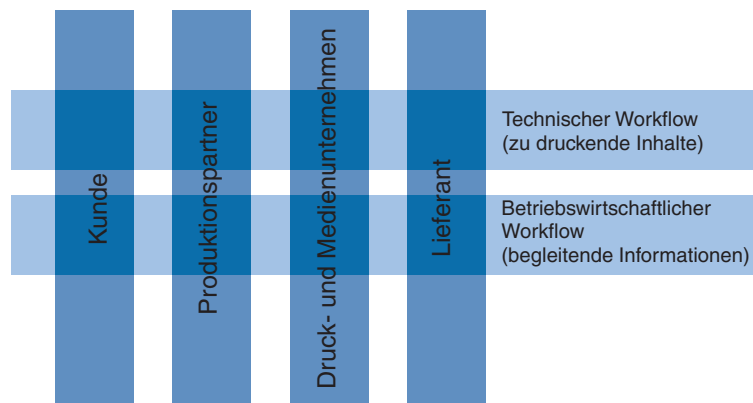 Kunde
Produktionspartner
Druck- und Medienunternehmen
Lieferant
Technischer Workflow
(zu druckende Inhalte)
Betriebswirtschaftlicher
Workflow
(begleitende Informationen)